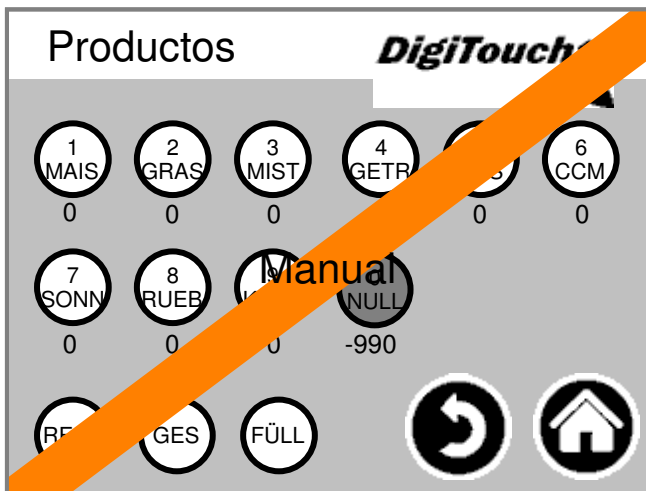 Productos DigiTouch
1 2 3 4 6
MAIS GRAS MIST GETR CCM
0 0 0 0 0
Manual
7 8
SONN RUEB NULL
0 0 0 -990
GES FÜLL